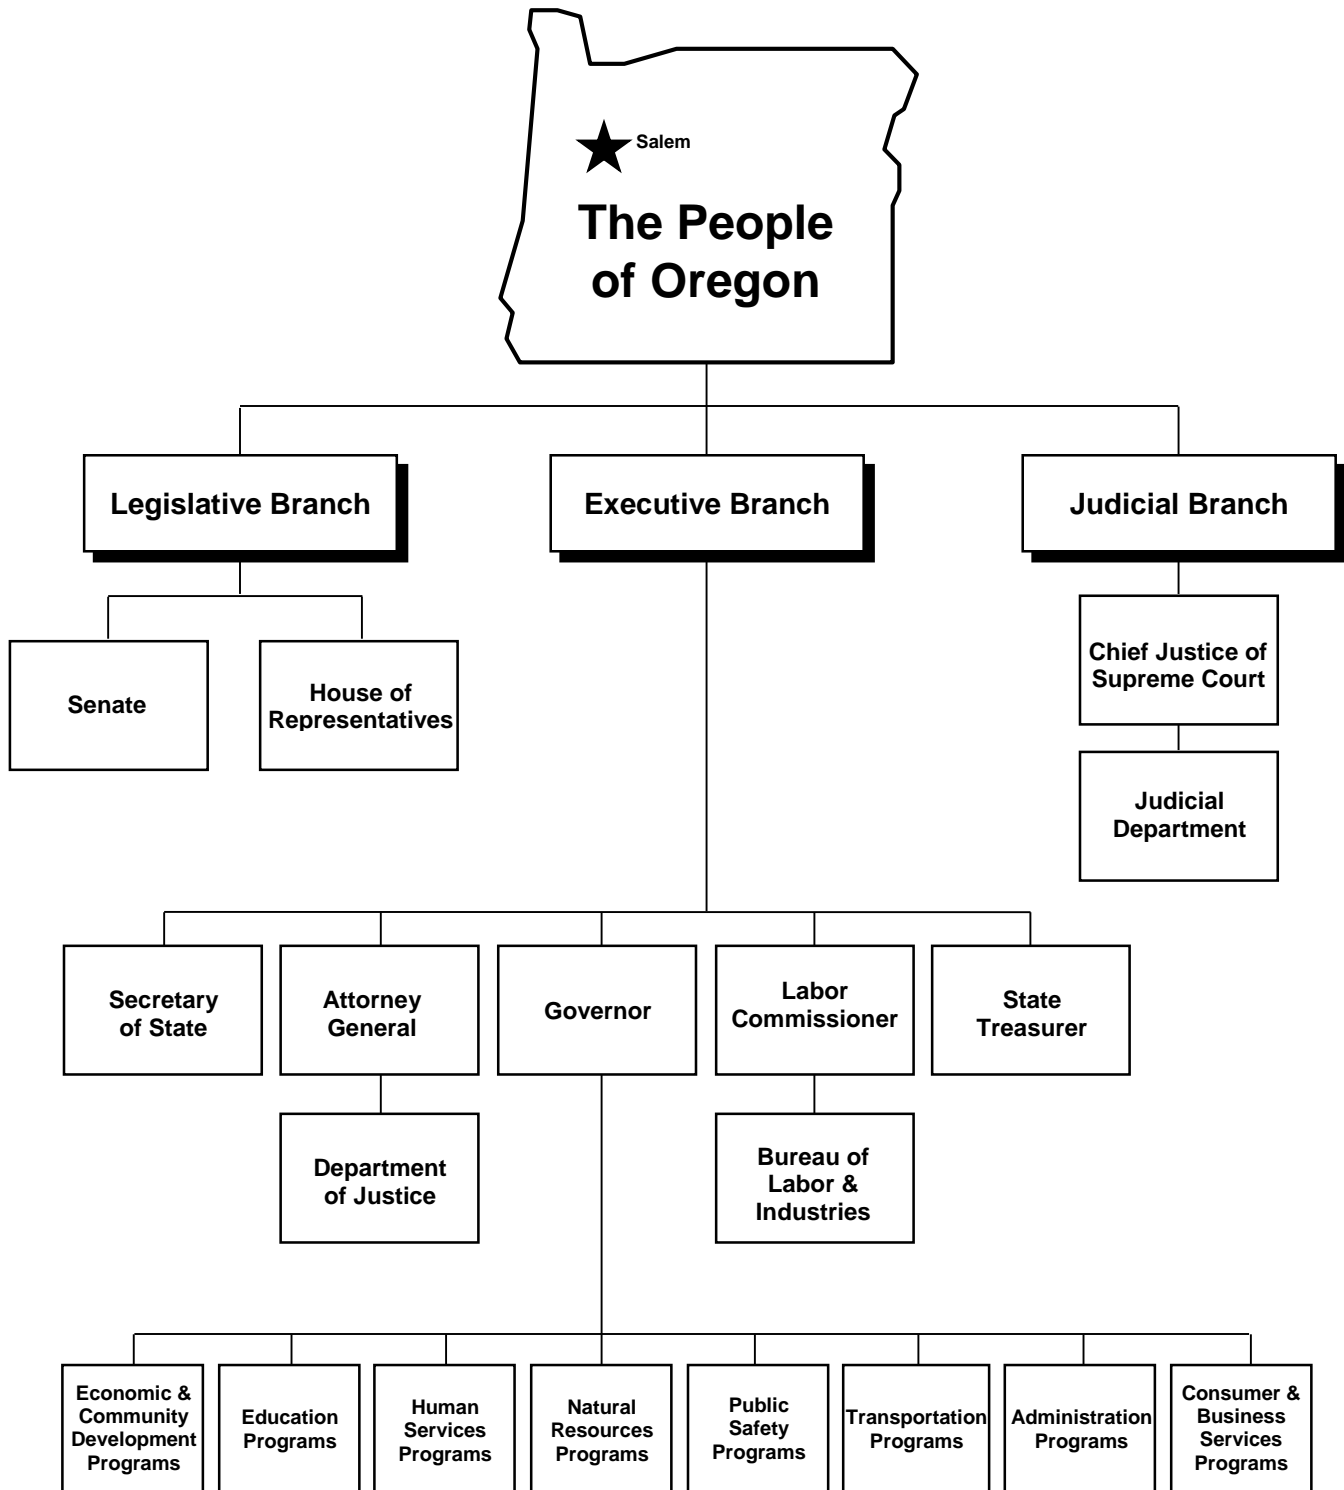 Salem
The People
of Oregon
Legislative Branch
Executive Branch
Judicial Branch
Senate
House of
Representatives
Chief Justice of
Supreme Court
Judicial
Department
Secretary
of State
Attorney
General
Governor
Labor
Commissioner
State
Treasurer
Department
of Justice
Bureau of
Labor &
Industries
Economic &
Community
Development
Programs
Education
Programs
Human
Services
Programs
Natural
Resources
Programs
Public
Safety
Programs
Transportation
Programs
Administration
Programs
Consumer &
Business
Services
Programs